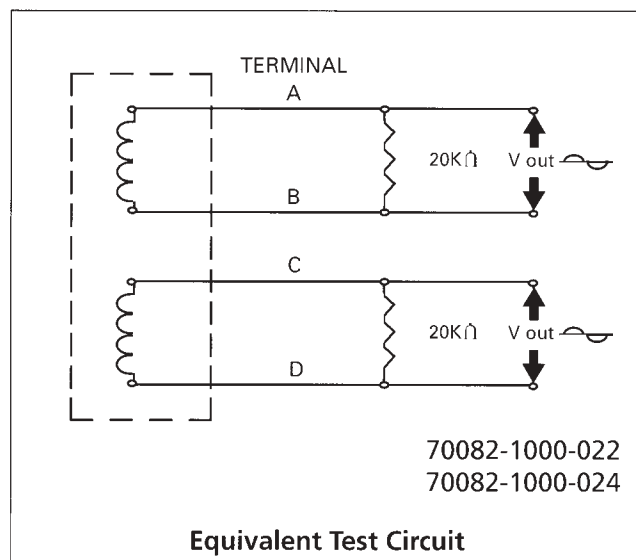 TERMINAL
A
20KΩ V out
B
C
20KΩ V out
D
70082-1000-022
70082-1000-024
Equivalent Test Circuit